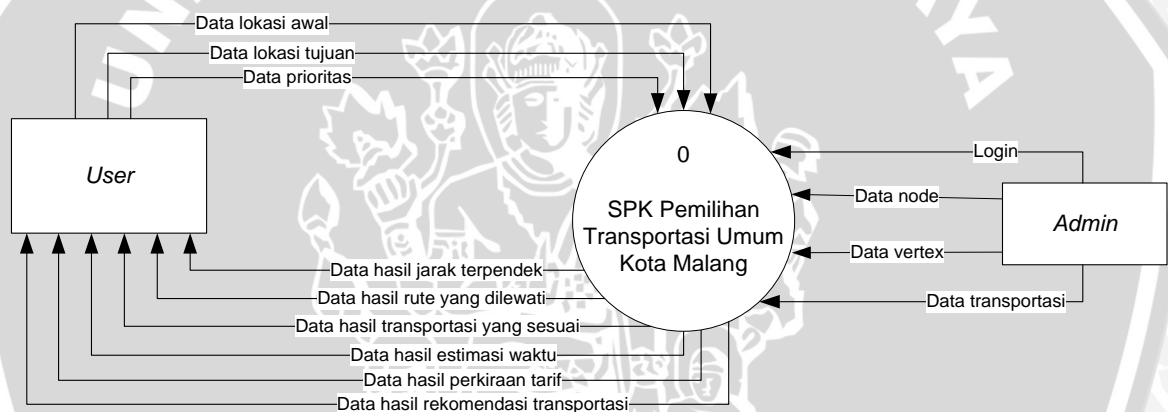 Data lokasi awal
Data lokasi tujuan
Data prioritas
User
0
SPK Pemilihan
Transportasi Umum
Kota Malang
Login
Data node
Data vertex
Data transportasi
Admin
Data hasil jarak terpendek
Data hasil rute yang dilewati
Data hasil transportasi yang sesuai
Data hasil estimasi waktu
Data hasil perkiraan tarif
Data hasil rekomendasi transportasi
UN
YA